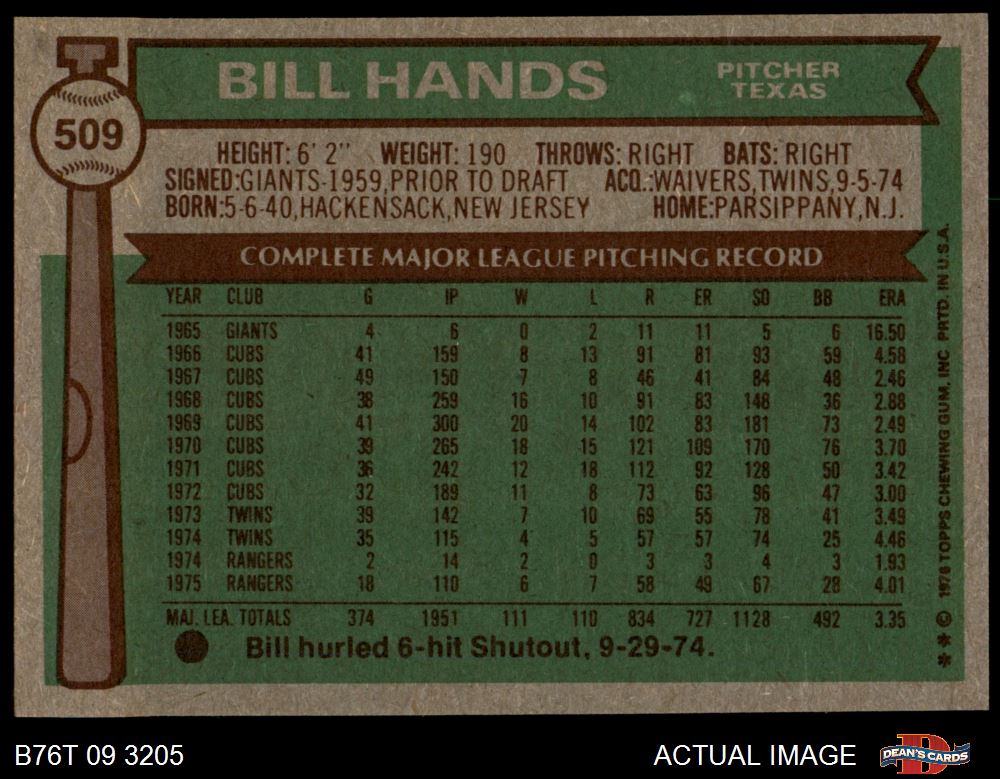 BILL HANDS
PITCHER
TEXAS
509
HEIGHT: 6' 2" WEIGHT: 190 THROWS: RIGHT BATS: RIGHT
SIGNED:GIANTS-1959,PRIOR TO DRAFT ACQ.:WAIVERS,TWINS,9-5-74
BORN:5-6-40,HACKENSACK,NEW JERSEY HOME:PARSIPPANY,N.J.
COMPLETE MAJOR LEAGUE PITCHING RECORD
YEAR CLUB G IP W L R ER SO BB ERA
1965 GIANTS 4 6 0 2 11 11 5 6 16.50
1966 CUBS 41 159 8 13 91 81 93 59 4.58
1967 CUBS 49 150 7 8 46 41 84 48 2.46
1968 CUBS 38 259 16 10 91 83 148 36 2.88
1969 CUBS 41 300 20 14 102 83 181 73 2.49
1970 CUBS 39 265 18 15 121 109 170 76 3.70
1971 CUBS 36 242 12 18 112 92 128 50 3.42
1972 CUBS 32 189 11 8 73 63 96 47 3.00
1973 TWINS 39 142 7 10 69 55 78 41 3.49
1974 TWINS 35 115 4 5 57 57 74 25 4.46
1974 RANGERS 2 14 2 0 3 3 4 3 1.93
1975 RANGERS 18 110 6 7 58 49 67 28 4.01
MAJ. LEA. TOTALS 374 1951 111 110 834 727 1128 492 3.35
Bill hurled 6-hit Shutout, 9-29-74.
** © 1976 TOPPS CHEWING GUM, INC. PRTD. IN U.S.A.
B76T 09 3205 ACTUAL IMAGE DEAN'S CARDS